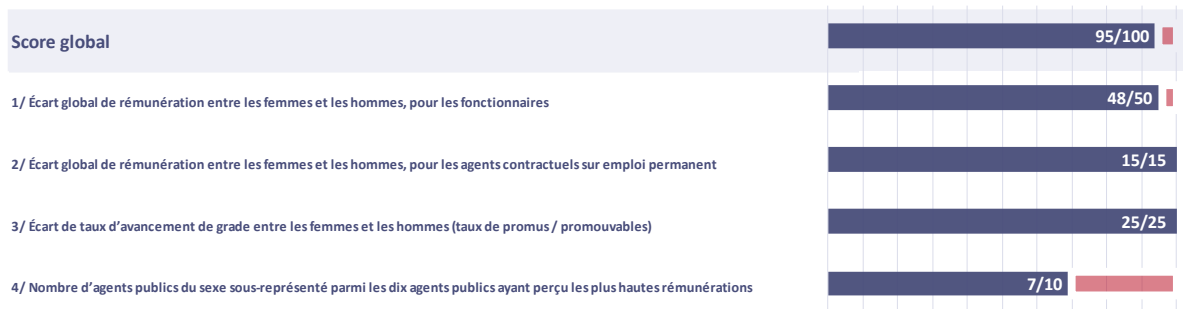 Score global
95/100
1/ Écart global de rémunération entre les femmes et les hommes, pour les fonctionnaires
48/50
2/ Écart global de rémunération entre les femmes et les hommes, pour les agents contractuels sur emploi permanent
15/15
3/ Écart de taux d’avancement de grade entre les femmes et les hommes (taux de promus / promouvables)
25/25
4/ Nombre d’agents publics du sexe sous-représenté parmi les dix agents publics ayant perçu les plus hautes rémunérations
7/10